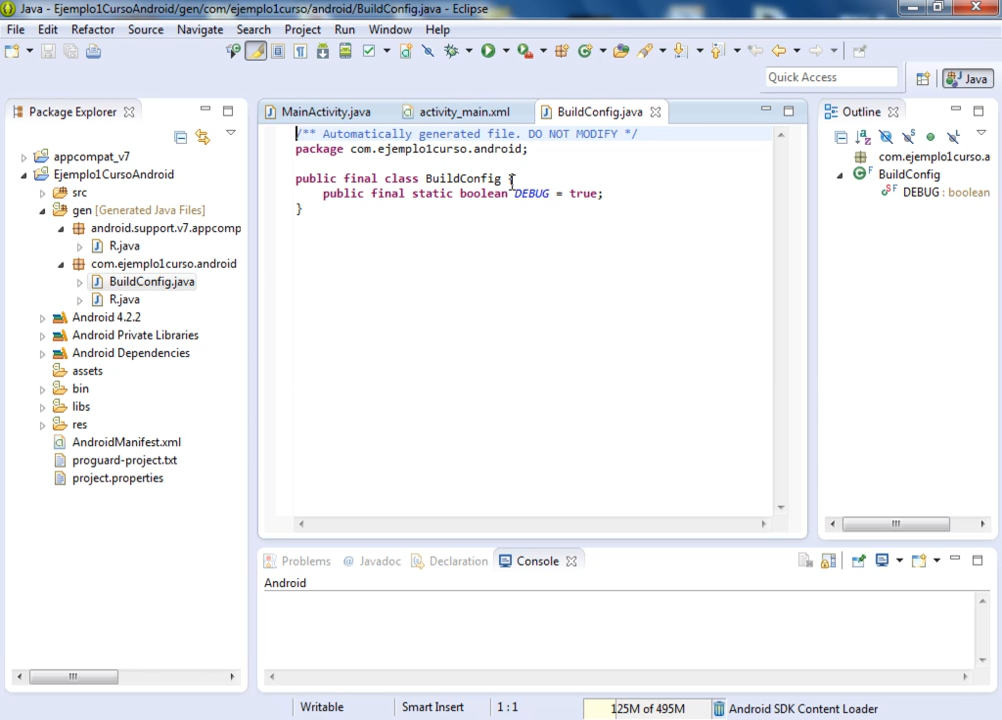 Java - Ejemplo1CursoAndroid/gen/com/ejemplo1curso/android/BuildConfig.java - Eclipse
File Edit Refactor Source Navigate Search Project Run Window Help
Quick Access
Java
Package Explorer
appcompat_v7
Ejemplo1CursoAndroid
src
gen [Generated Java Files]
android.support.v7.appcomp
R.java
com.ejemplo1curso.android
BuildConfig.java
R.java
Android 4.2.2
Android Private Libraries
Android Dependencies
assets
bin
libs
res
AndroidManifest.xml
proguard-project.txt
project.properties
MainActivity.java activity_main.xml BuildConfig.java
/** Automatically generated file. DO NOT MODIFY */
package com.ejemplo1curso.android;
public final class BuildConfig {
public final static boolean DEBUG = true;
}
Outline
com.ejemplo1curso.a
BuildConfig
DEBUG : boolean
Problems @ Javadoc Declaration Console
Android
Writable Smart Insert 1 : 1 125M of 495M Android SDK Content Loader